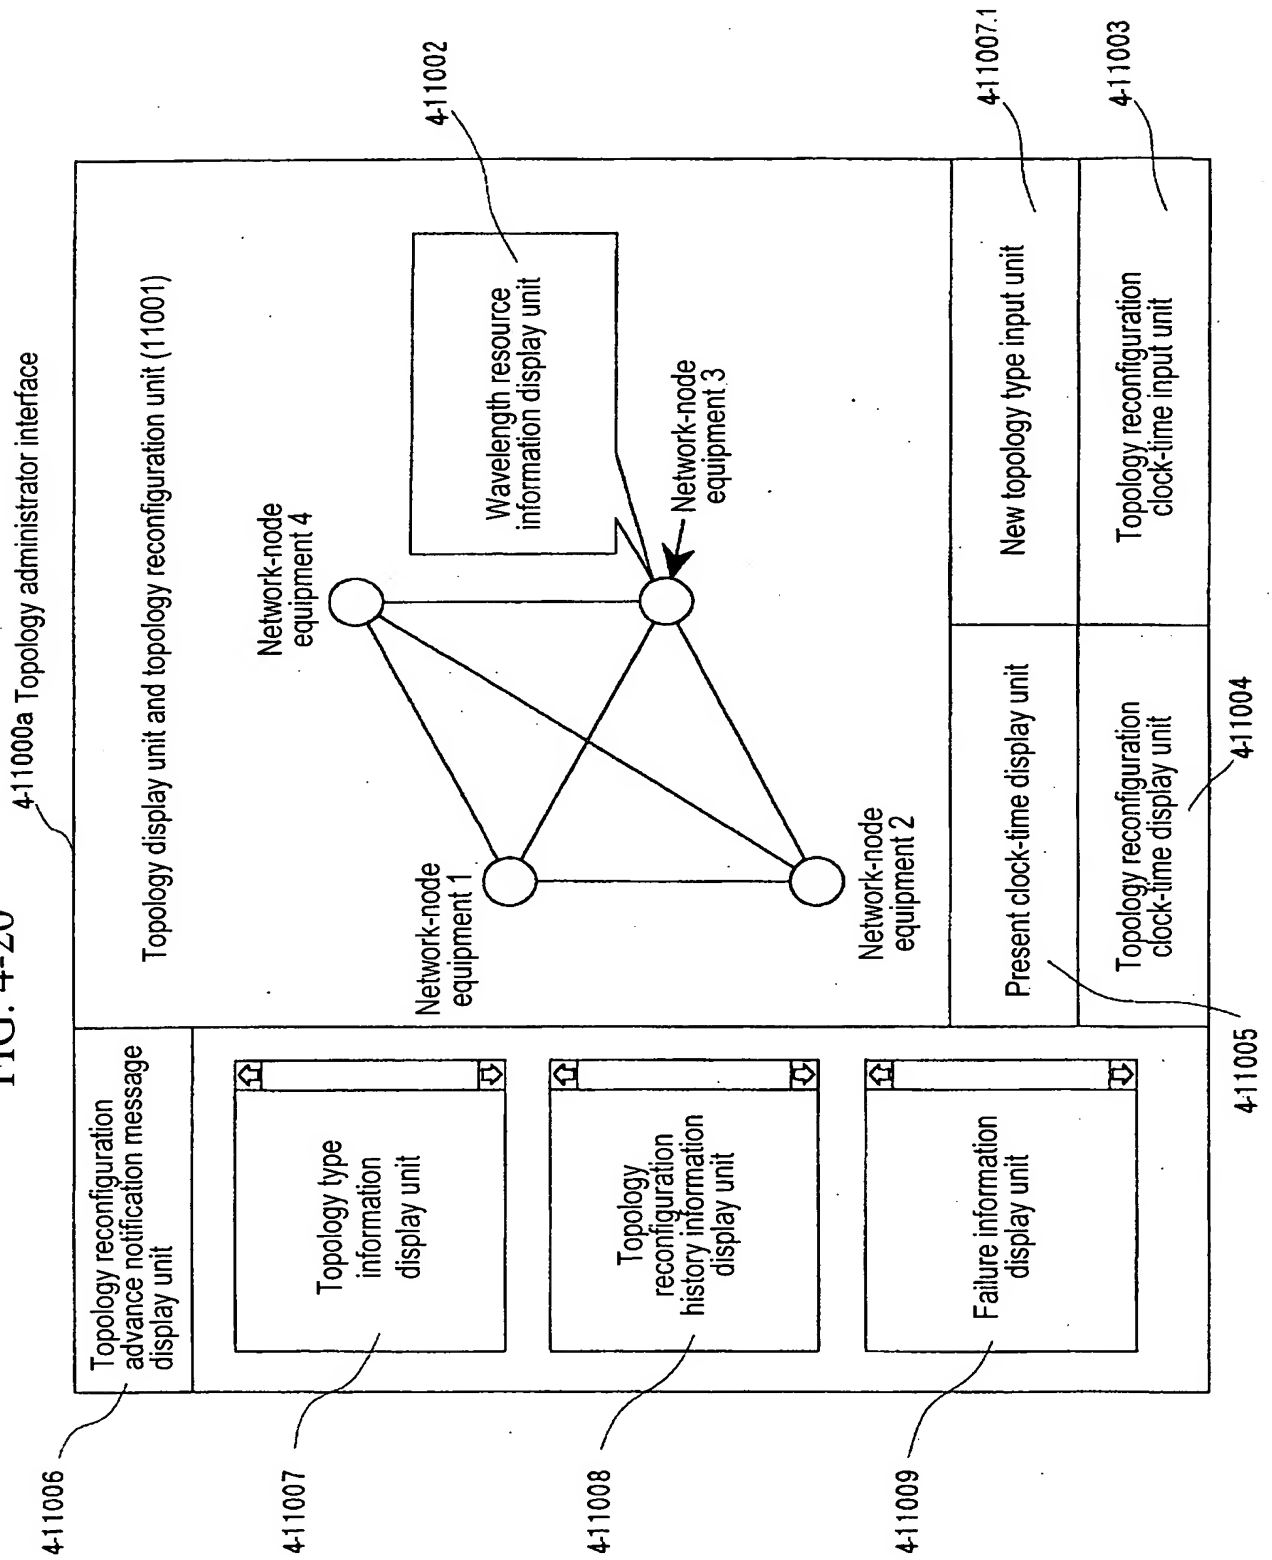 FIG. 4-20
4-11000a Topology administrator interface
4-11006
Topology reconfiguration
advance notification message
display unit
Topology display unit and topology reconfiguration unit (11001)
4-11007
Topology type
information
display unit
4-11008
Topology
reconfiguration
history information
display unit
4-11009
Failure information
display unit
Network-node
equipment 1
Network-node
equipment 4
Network-node
equipment 2
Network-node
equipment 3
Wavelength resource
information display unit
4-11002
Present clock-time display unit
4-11005
New topology type input unit
4-11007.1
Topology reconfiguration
clock-time display unit
4-11004
Topology reconfiguration
clock-time input unit
4-11003